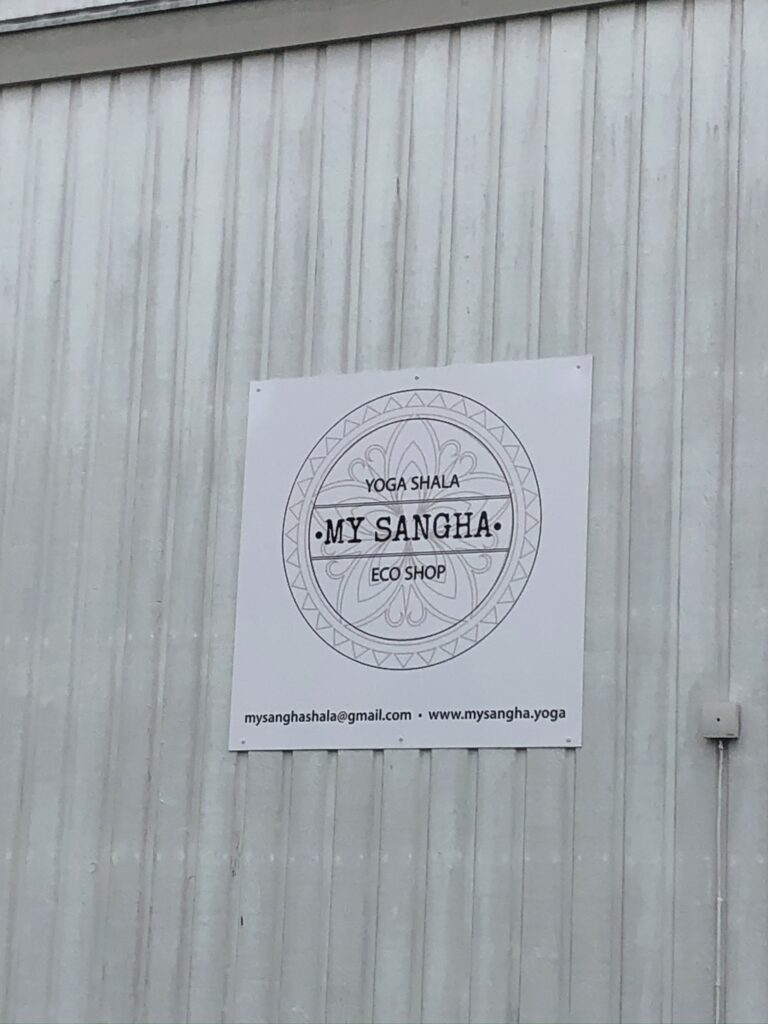 YOGA SHALA
•MY SANGHA•
ECO SHOP
mysanghashala@gmail.com • www.mysangha.yoga